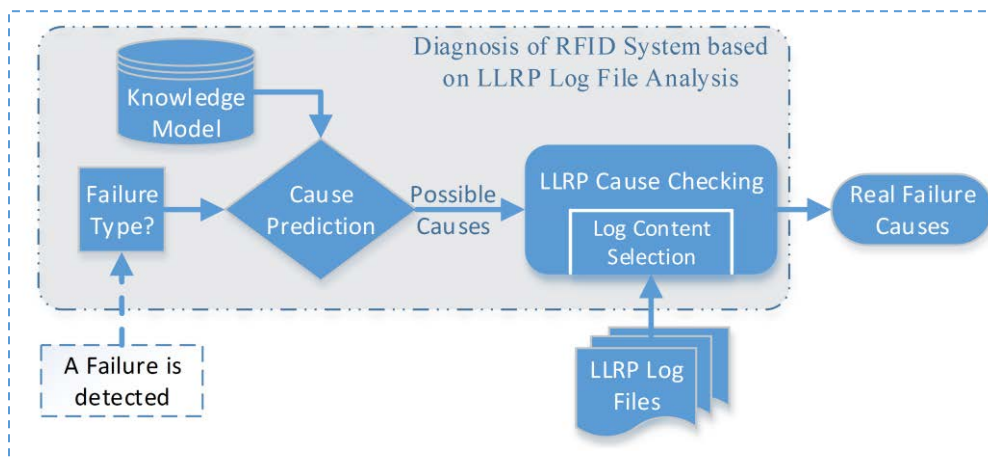 Diagnosis of RFID System based
on LLRP Log File Analysis
Knowledge
Model
Failure
Type?
Cause
Prediction
Possible
Causes
LLRP Cause Checking
Log Content
Selection
Real Failure
Causes
A Failure is
detected
LLRP Log
Files